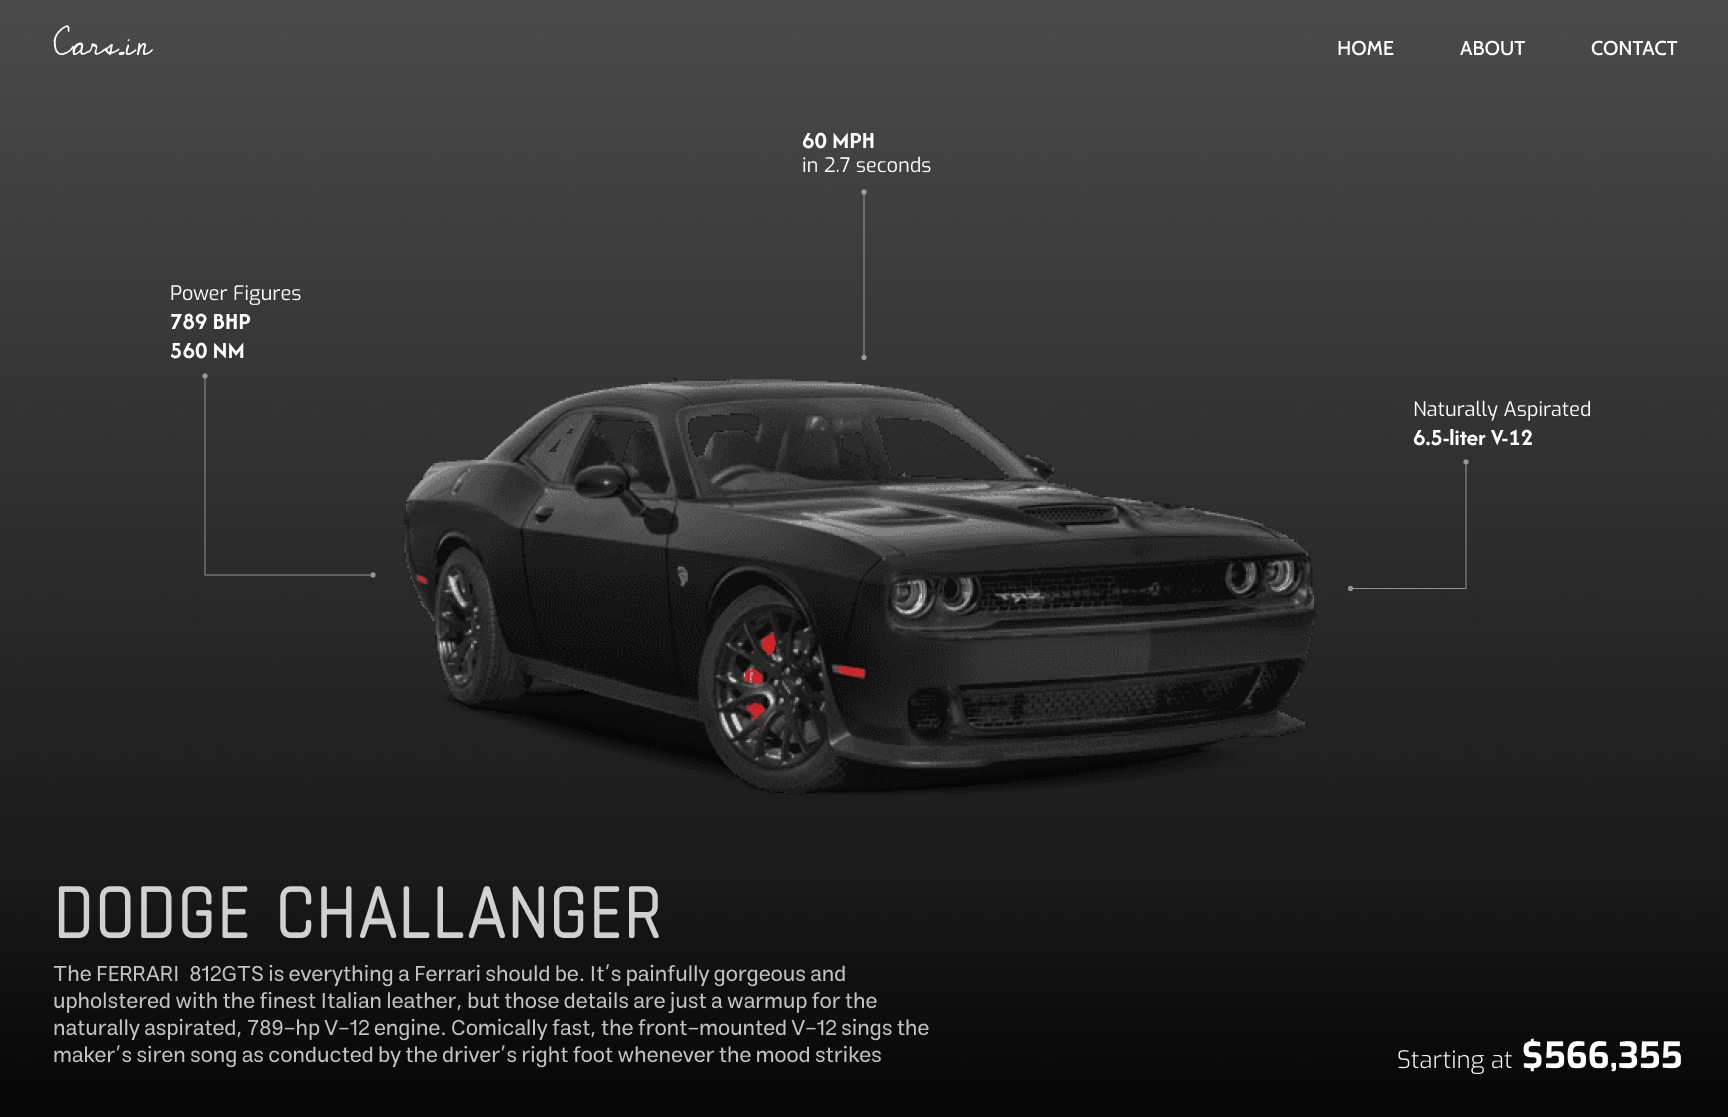 Cars.in
HOME ABOUT CONTACT
60 MPH
in 2.7 seconds
Power Figures
789 BHP
560 NM
Naturally Aspirated
6.5-liter V-12
DODGE CHALLANGER
The FERRARI 812GTS is everything a Ferrari should be. It's painfully gorgeous and
upholstered with the finest Italian leather, but those details are just a warmup for the
naturally aspirated, 789-hp V-12 engine. Comically fast, the front-mounted V-12 sings the
maker's siren song as conducted by the driver's right foot whenever the mood strikes
Starting at $566,355